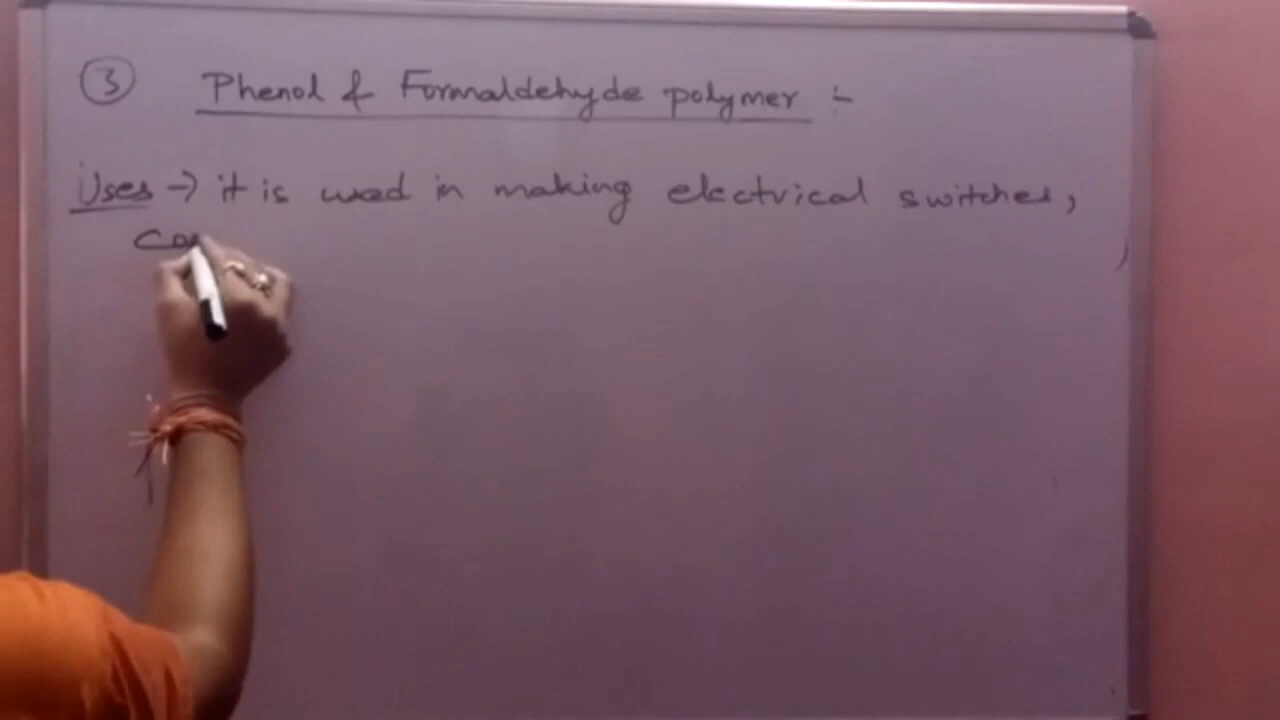 ③ Phenol & Formaldehyde polymer :-
Uses → it is used in making electrical switches,